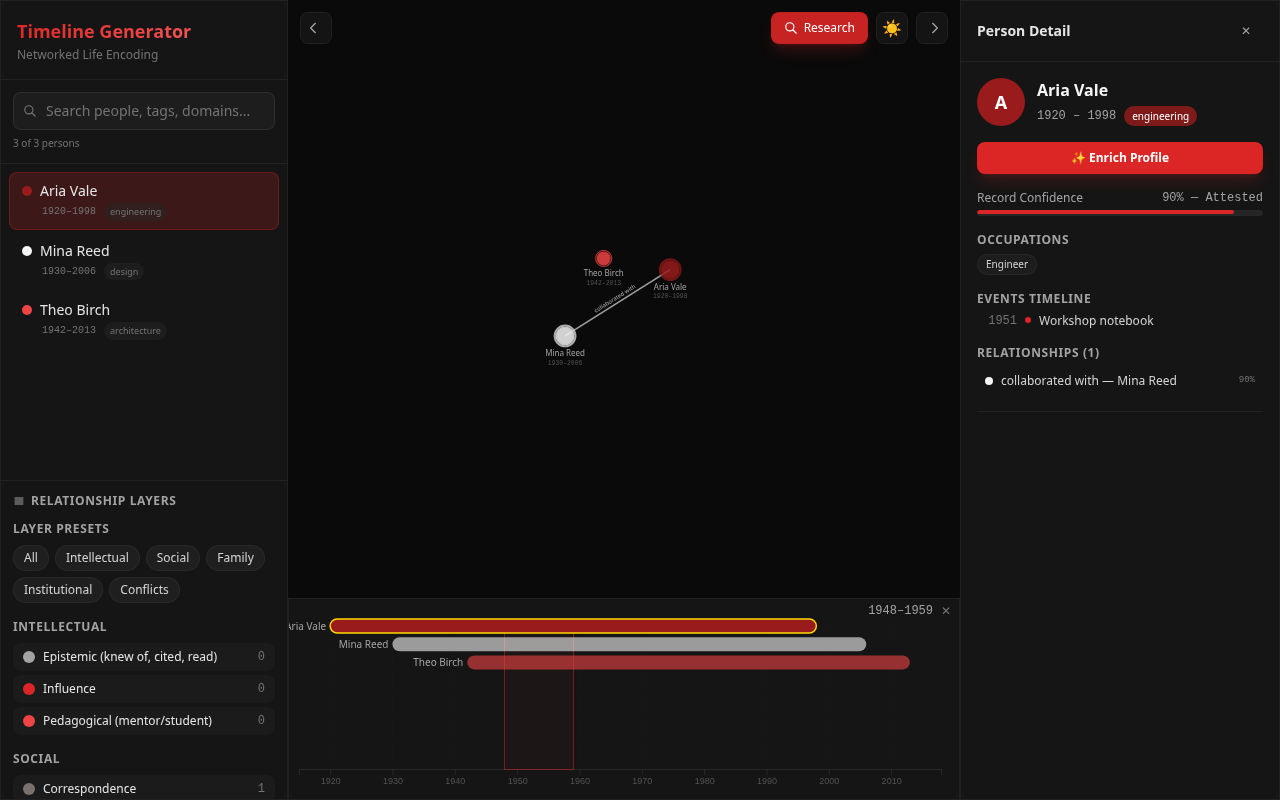 Timeline Generator
Networked Life Encoding
Search people, tags, domains...
3 of 3 persons
Aria Vale
1920–1998 engineering
Mina Reed
1930–2006 design
Theo Birch
1942–2013 architecture
RELATIONSHIP LAYERS
LAYER PRESETS
All Intellectual Social Family
Institutional Conflicts
INTELLECTUAL
Epistemic (knew of, cited, read) 0
Influence 0
Pedagogical (mentor/student) 0
SOCIAL
Correspondence 1
Research
Theo Birch
1942–2013
Aria Vale
1920–1998
collaborated with
Mina Reed
1930–2006
1948–1959 ×
Aria Vale
Mina Reed
Theo Birch
1920 1930 1940 1950 1960 1970 1980 1990 2000 2010
Person Detail ×
A
Aria Vale
1920 – 1998 engineering
✨ Enrich Profile
Record Confidence 90% — Attested
OCCUPATIONS
Engineer
EVENTS TIMELINE
1951 Workshop notebook
RELATIONSHIPS (1)
collaborated with — Mina Reed 90%